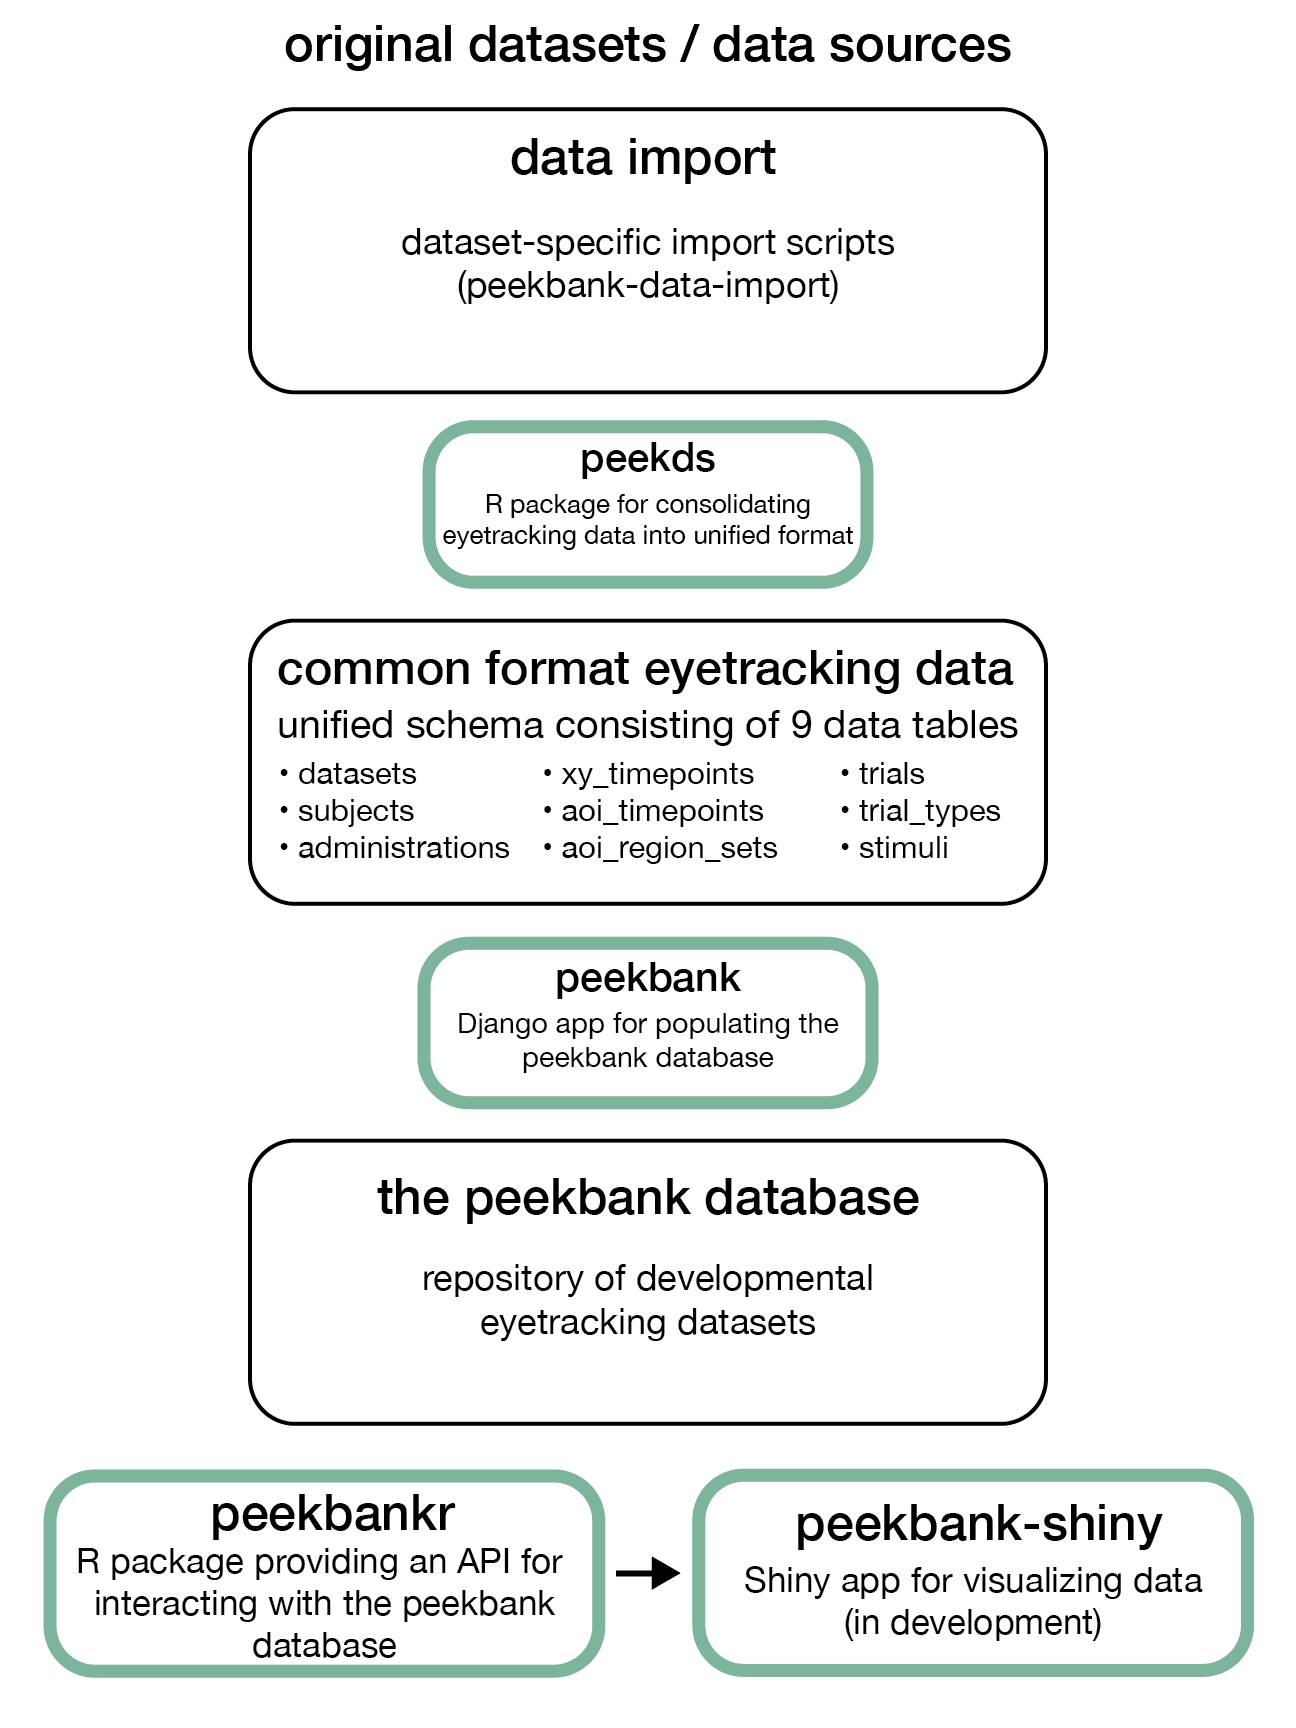 original datasets / data sources
data import
dataset-specific import scripts
(peekbank-data-import)
peekds
R package for consolidating
eyetracking data into unified format
common format eyetracking data
unified schema consisting of 9 data tables
• datasets • xy_timepoints • trials
• subjects • aoi_timepoints • trial_types
• administrations • aoi_region_sets • stimuli
peekbank
Django app for populating the
peekbank database
the peekbank database
repository of developmental
eyetracking datasets
peekbankr
R package providing an API for
interacting with the peekbank
database
peekbank-shiny
Shiny app for visualizing data
(in development)